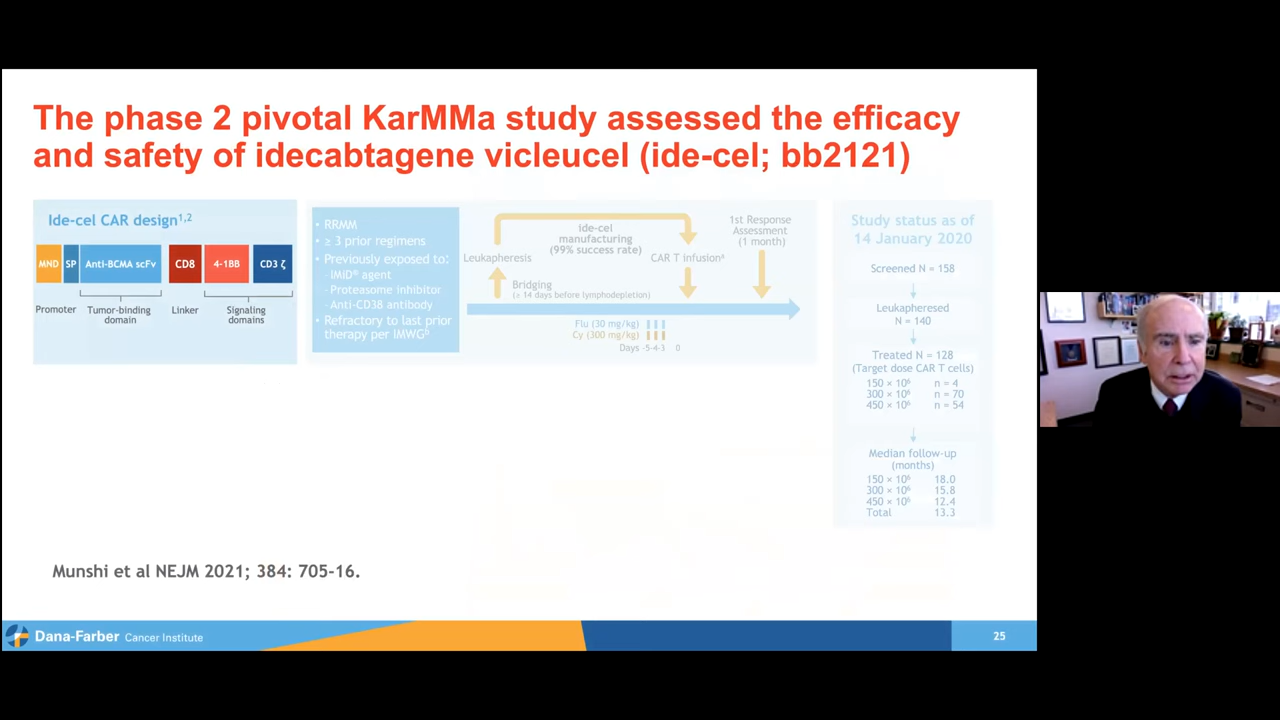 The phase 2 pivotal KarMMa study assessed the efficacy
and safety of idecabtagene vicleucel (ide-cel; bb2121)
Ide-cel CAR design1,2
MND SP Anti-BCMA scFv CD8 4-1BB CD3 ζ
Promoter Tumor-binding domain Linker Signaling domains
• RRMM
• ≥ 3 prior regimens
• Previously exposed to:
- IMiD® agent
- Proteasome inhibitor
- Anti-CD38 antibody
• Refractory to last prior
therapy per IMWGb
Leukapheresis
Ide-cel
manufacturing
(99% success rate)
CAR T infusiona
1st Response
Assessment
(1 month)
Bridging
(≥ 14 days before lymphodepletion)
Flu (30 mg/kg)
Cy (300 mg/kg)
Days -5-4-3 0
Study status as of
14 January 2020
Screened N = 158
Leukapheresed
N = 140
Treated N = 128
(Target dose CAR T cells)
150 × 10⁶ n = 4
300 × 10⁶ n = 70
450 × 10⁶ n = 54
Median follow-up
(months)
150 × 10⁶ 18.0
300 × 10⁶ 15.8
450 × 10⁶ 12.4
Total 13.3
Munshi et al NEJM 2021; 384: 705-16.
Dana-Farber Cancer Institute
25